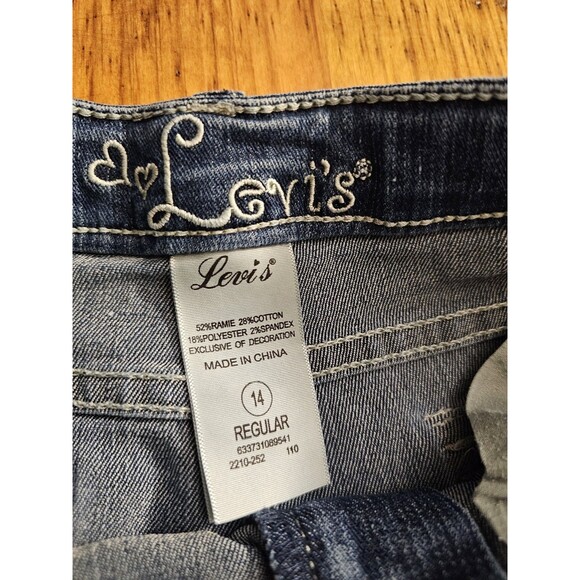 Levi's®
Levi's®
52%RAMIE 28%COTTON
18%POLYESTER 2%SPANDEX
EXCLUSIVE OF DECORATION
MADE IN CHINA
14
REGULAR
633731089541
2210-252 110